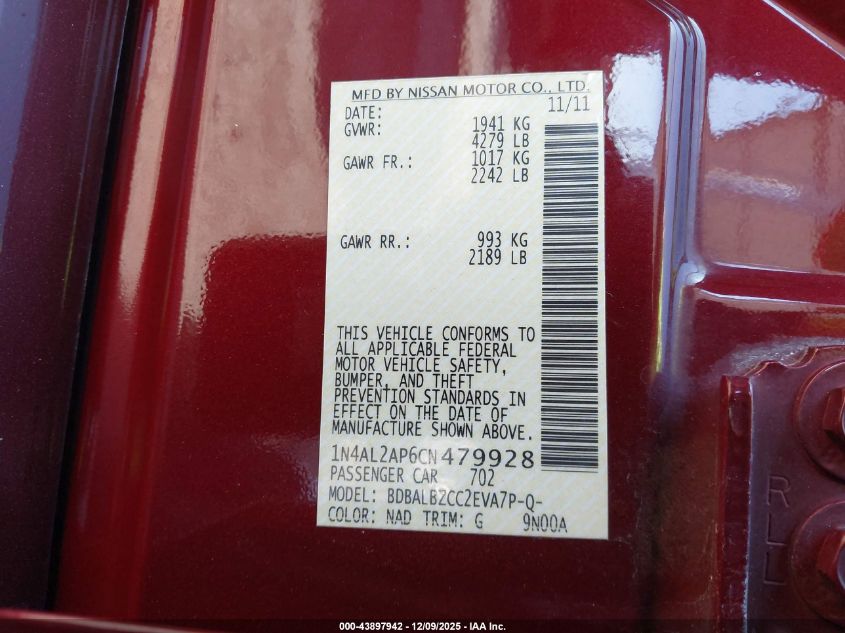 MFD BY NISSAN MOTOR CO., LTD.
DATE: 11/11
GVWR: 1941 KG
4279 LB
GAWR FR.: 1017 KG
2242 LB
GAWR RR.: 993 KG
2189 LB
THIS VEHICLE CONFORMS TO
ALL APPLICABLE FEDERAL
MOTOR VEHICLE SAFETY,
BUMPER, AND THEFT
PREVENTION STANDARDS IN
EFFECT ON THE DATE OF
MANUFACTURE SHOWN ABOVE.
1N4AL2AP6CN479928
PASSENGER CAR 702
MODEL: BDBALB2CC2EVA7P-Q-
COLOR: NAD TRIM: G 9N00A
RLL
000-43897942 - 12/09/2025 - IAA Inc.